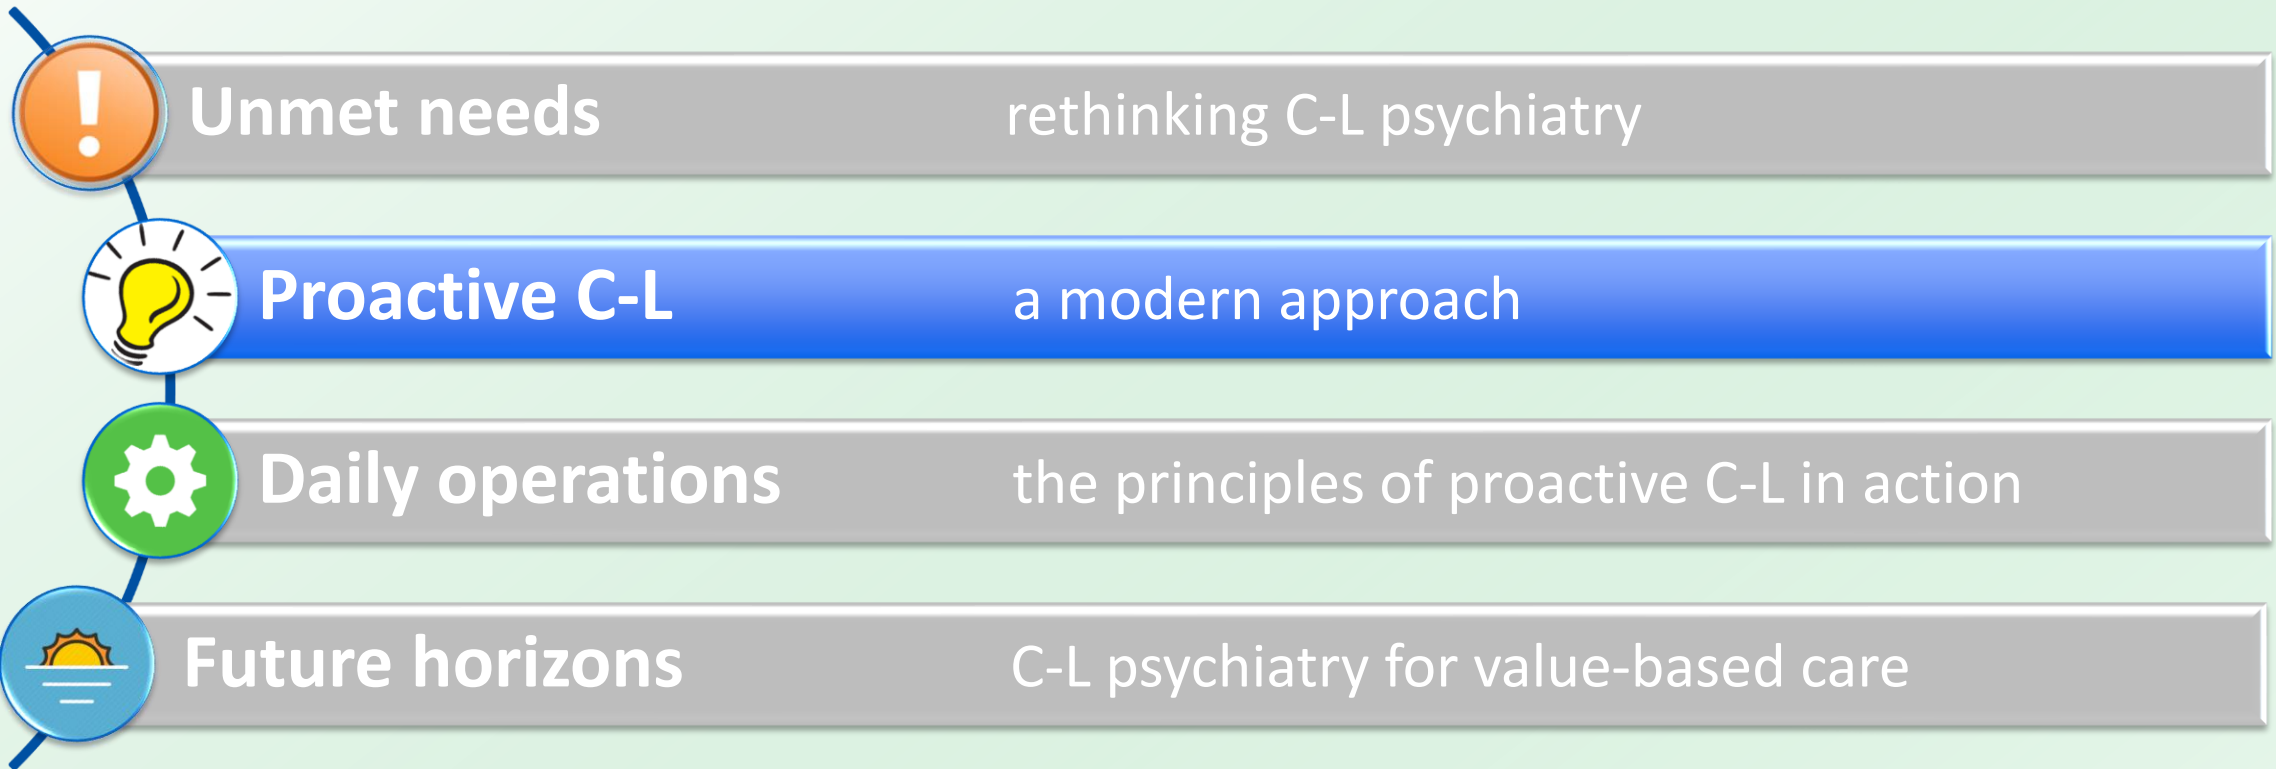 Unmet needs rethinking C-L psychiatry
Proactive C-L a modern approach
Daily operations the principles of proactive C-L in action
Future horizons C-L psychiatry for value-based care